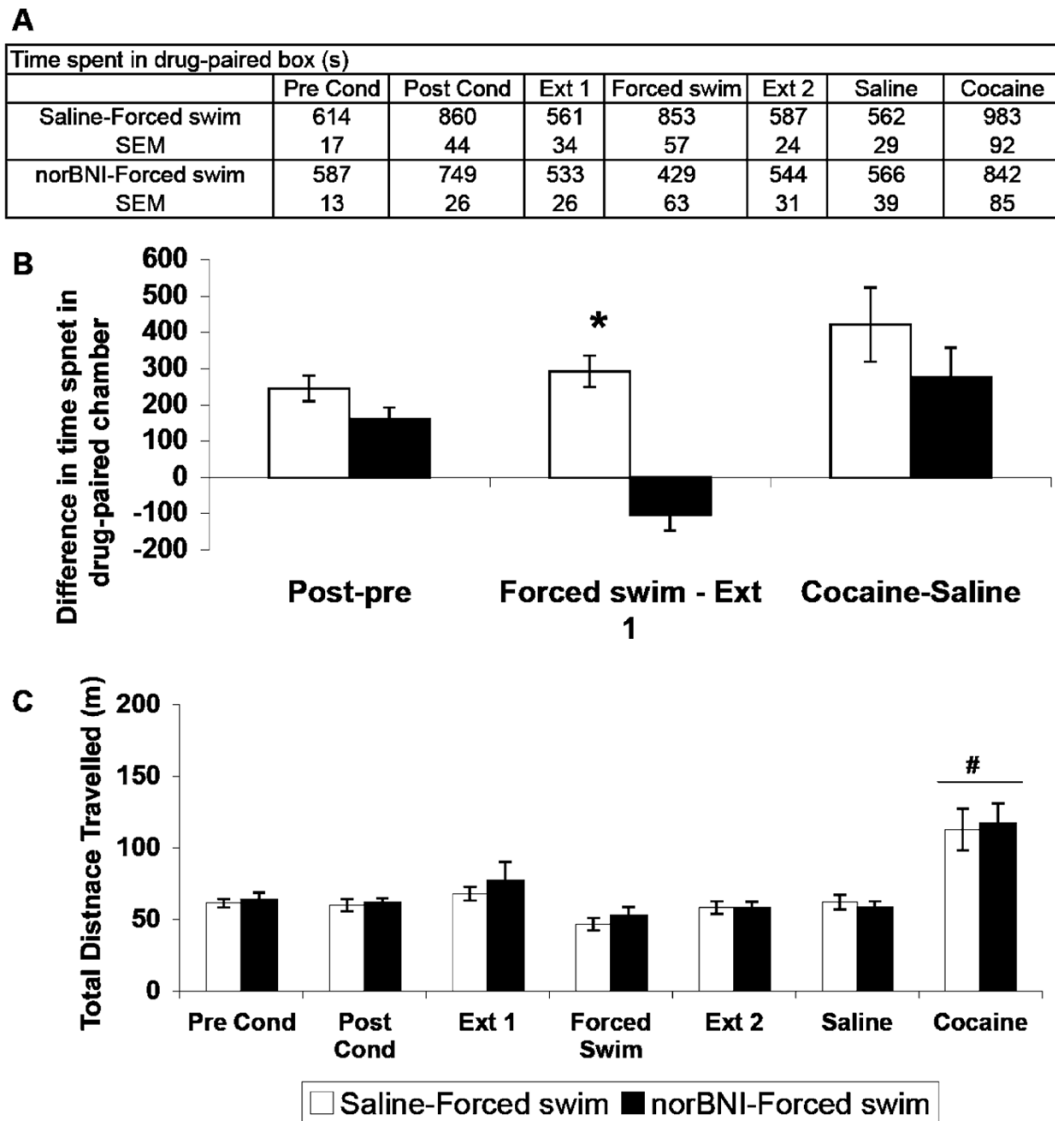 A
Time spent in drug-paired box (s)
Pre Cond Post Cond Ext 1 Forced swim Ext 2 Saline Cocaine
Saline-Forced swim 614 860 561 853 587 562 983
SEM 17 44 34 57 24 29 92
norBNI-Forced swim 587 749 533 429 544 566 842
SEM 13 26 26 63 31 39 85
B
Difference in time spnet in
drug-paired chamber
600
500
400
300
200
100
0
-100
-200
*
Post-pre Forced swim - Ext Cocaine-Saline
1
C
Total Distnace Travelled (m)
200
150
100
50
0
#
Pre Cond Post Ext 1 Forced Ext 2 Saline Cocaine
Cond Swim
Saline-Forced swim norBNI-Forced swim